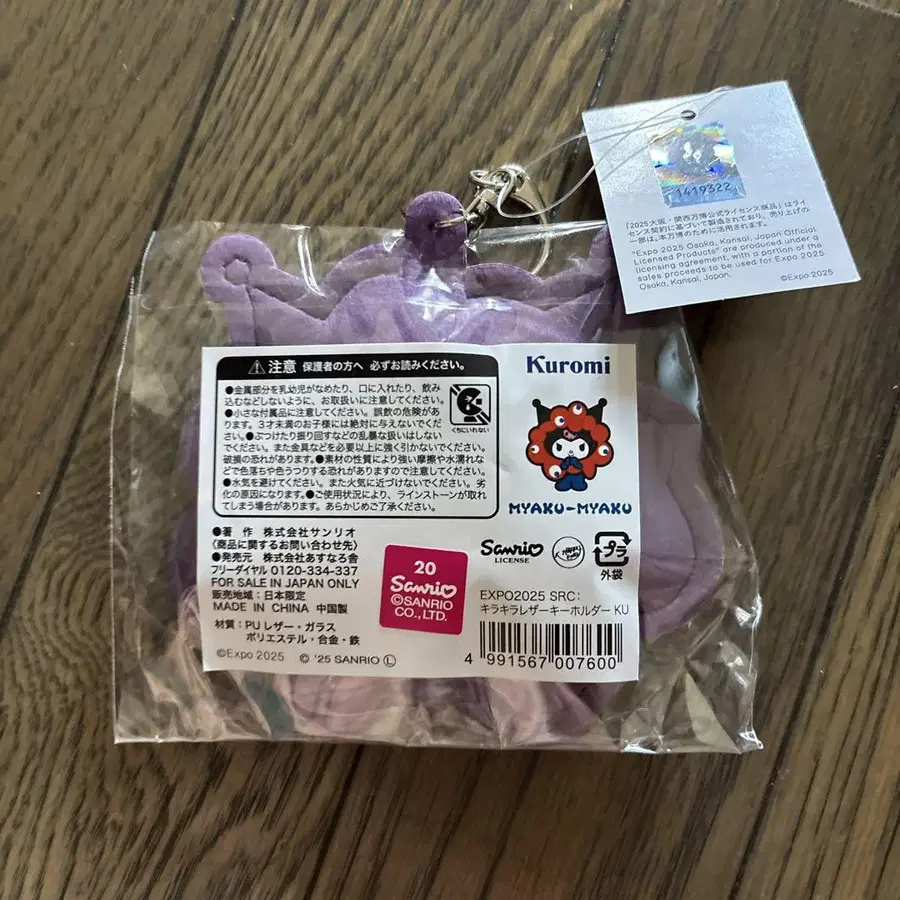 1419322
「2025大阪・関西万博公式ライセンス商品」はラ
イセンス契約に基づいて製造されており、売り上げの
一部は、本万博のために活用されます。
"Expo 2025 Osaka, Kansai, Japan Official
Licensed Products" are produced under a
licensing agreement, with a portion of the
sales proceeds to be used for Expo 2025
Osaka, Kansai, Japan.
©Expo 2025
注意 保護者の方へ 必ずお読みください。
●金属部分を乳幼児がなめたり、口に入れたり、飲み
込むなどしないように、お取扱いに注意してください。
●小さな付属品に注意してください。誤飲の危険があ
ります。3才未満のお子様には絶対に与えないでくだ
さい。●ぶつけたり振り回すなどの乱暴な扱いはしない
でください。また金具などを必要以上に強く引かないでください。
破損の恐れがあります。●素材の性質により強い摩擦や水濡れな
どで色落ちや色うつりする恐れがありますので注意してください。
●水気を避けてください。また火気に近づけないでください。劣
化の原因になります。●ご使用状況により、ラインストーンが取れ
てしまう場合があります。あらかじめご了承ください。
くちにいれない
Kuromi
MYAKU-MYAKU
●著 作 株式会社サンリオ
〈商品に関するお問い合わせ先〉
●発売元 株式会社あすなろ舎
フリーダイヤル 0120-334-337
FOR SALE IN JAPAN ONLY
販売地域：日本限定
MADE IN CHINA 中国製
材質：PU レザー・ガラス
ポリエステル・合金・鉄
©Expo 2025 © '25 SANRIO Ⓛ
20
Sanrio
©SANRIO
CO., LTD.
Sanrio
LICENSE
プラ
外袋
EXPO2025 SRC:
キラキラレザーキーホルダー KU
4 991567 007600